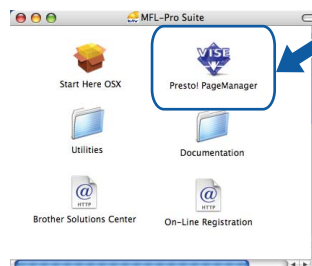 MFL-Pro Suite
VISE
Start Here OSX
Presto! PageManager
Utilities
Documentation
@
HTTP
@
HTTP
Brother Solutions Center
On-Line Registration